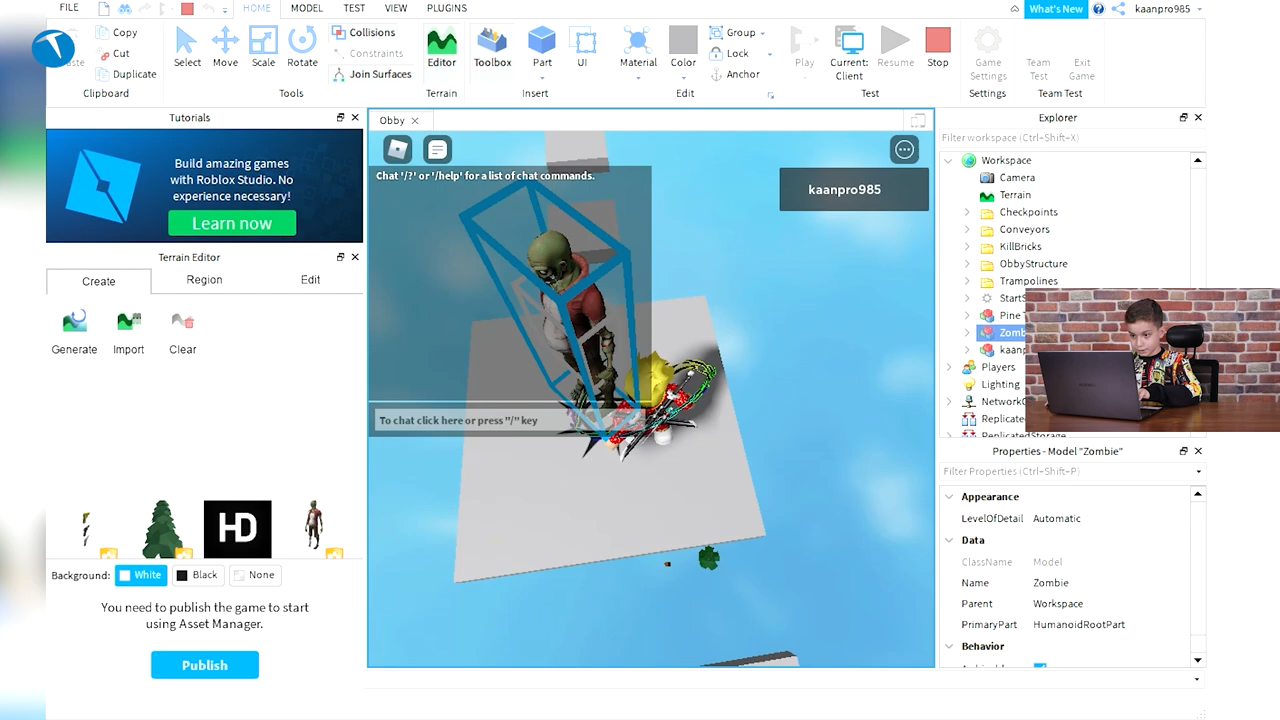 FILE
HOME
MODEL
TEST
VIEW
PLUGINS
What's New
kaanpro985
Copy
Cut
Duplicate
Clipboard
Select
Move
Scale
Rotate
Collisions
Constraints
Join Surfaces
Tools
Editor
Terrain
Toolbox
Part
UI
Insert
Material
Color
Group
Lock
Anchor
Edit
Play
Current:
Client
Resume
Stop
Test
Game
Settings
Settings
Team
Test
Exit
Game
Team Test
Tutorials
Build amazing games
with Roblox Studio. No
experience necessary!
Learn now
Terrain Editor
Create
Region
Edit
Generate
Import
Clear
HD
Background:
White
Black
None
You need to publish the game to start
using Asset Manager.
Publish
Obby
Chat '/?' or '/help' for a list of chat commands.
kaanpro985
To chat click here or press "/" key
Explorer
Filter workspace (Ctrl+Shift+X)
Workspace
Camera
Terrain
Checkpoints
Conveyors
KillBricks
ObbyStructure
Trampolines
StartS
Pine
Zomb
kaanp
Players
Lighting
Network
Replicate
ReplicatedStorage
Properties - Model "Zombie"
Filter Properties (Ctrl+Shift+P)
Appearance
LevelOfDetail Automatic
Data
ClassName Model
Name Zombie
Parent Workspace
PrimaryPart HumanoidRootPart
Behavior